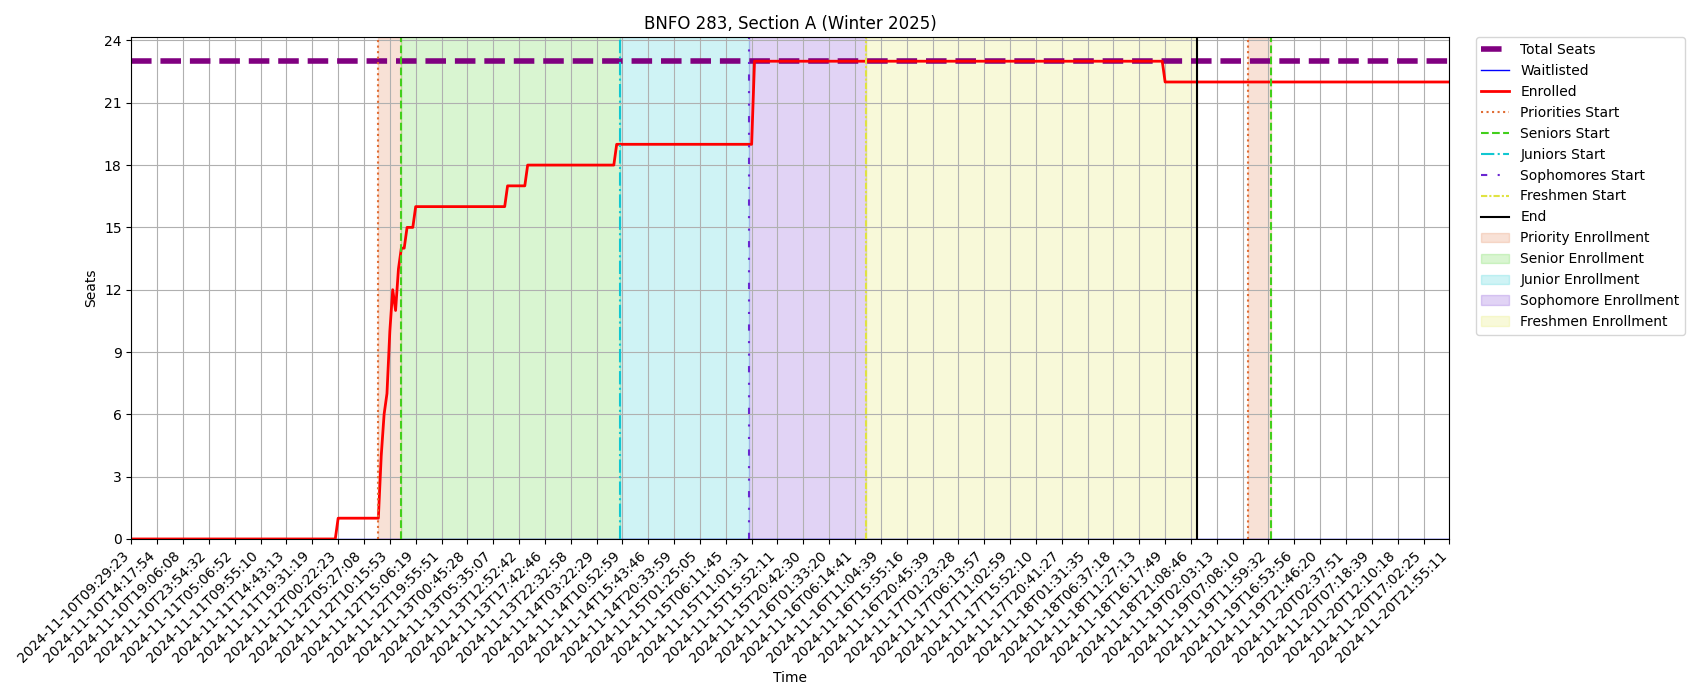 BNFO 283, Section A (Winter 2025)
24
21
18
15
12
9
6
3
0
Seats
2024-11-10T09:29:23
2024-11-10T14:17:54
2024-11-10T19:06:08
2024-11-10T23:54:32
2024-11-11T05:06:52
2024-11-11T09:55:10
2024-11-11T14:43:13
2024-11-11T19:31:19
2024-11-12T00:22:23
2024-11-12T05:27:08
2024-11-12T10:15:53
2024-11-12T15:06:19
2024-11-12T19:55:51
2024-11-13T00:45:28
2024-11-13T05:35:07
2024-11-13T12:52:42
2024-11-13T17:42:46
2024-11-13T22:32:58
2024-11-14T03:22:29
2024-11-14T10:52:59
2024-11-14T15:43:46
2024-11-14T20:33:59
2024-11-15T01:25:05
2024-11-15T06:11:45
2024-11-15T11:01:31
2024-11-15T15:52:11
2024-11-15T20:42:30
2024-11-16T01:33:20
2024-11-16T06:14:41
2024-11-16T11:04:39
2024-11-16T15:55:16
2024-11-16T20:45:39
2024-11-17T01:23:28
2024-11-17T06:13:57
2024-11-17T11:02:59
2024-11-17T15:52:10
2024-11-17T20:41:27
2024-11-18T01:31:35
2024-11-18T06:37:18
2024-11-18T11:27:13
2024-11-18T16:17:49
2024-11-18T21:08:46
2024-11-19T02:03:13
2024-11-19T07:08:10
2024-11-19T11:59:32
2024-11-19T16:53:56
2024-11-19T21:46:20
2024-11-20T02:37:51
2024-11-20T07:18:39
2024-11-20T12:10:18
2024-11-20T17:02:25
2024-11-20T21:55:11
Time
Total Seats
Waitlisted
Enrolled
Priorities Start
Seniors Start
Juniors Start
Sophomores Start
Freshmen Start
End
Priority Enrollment
Senior Enrollment
Junior Enrollment
Sophomore Enrollment
Freshmen Enrollment